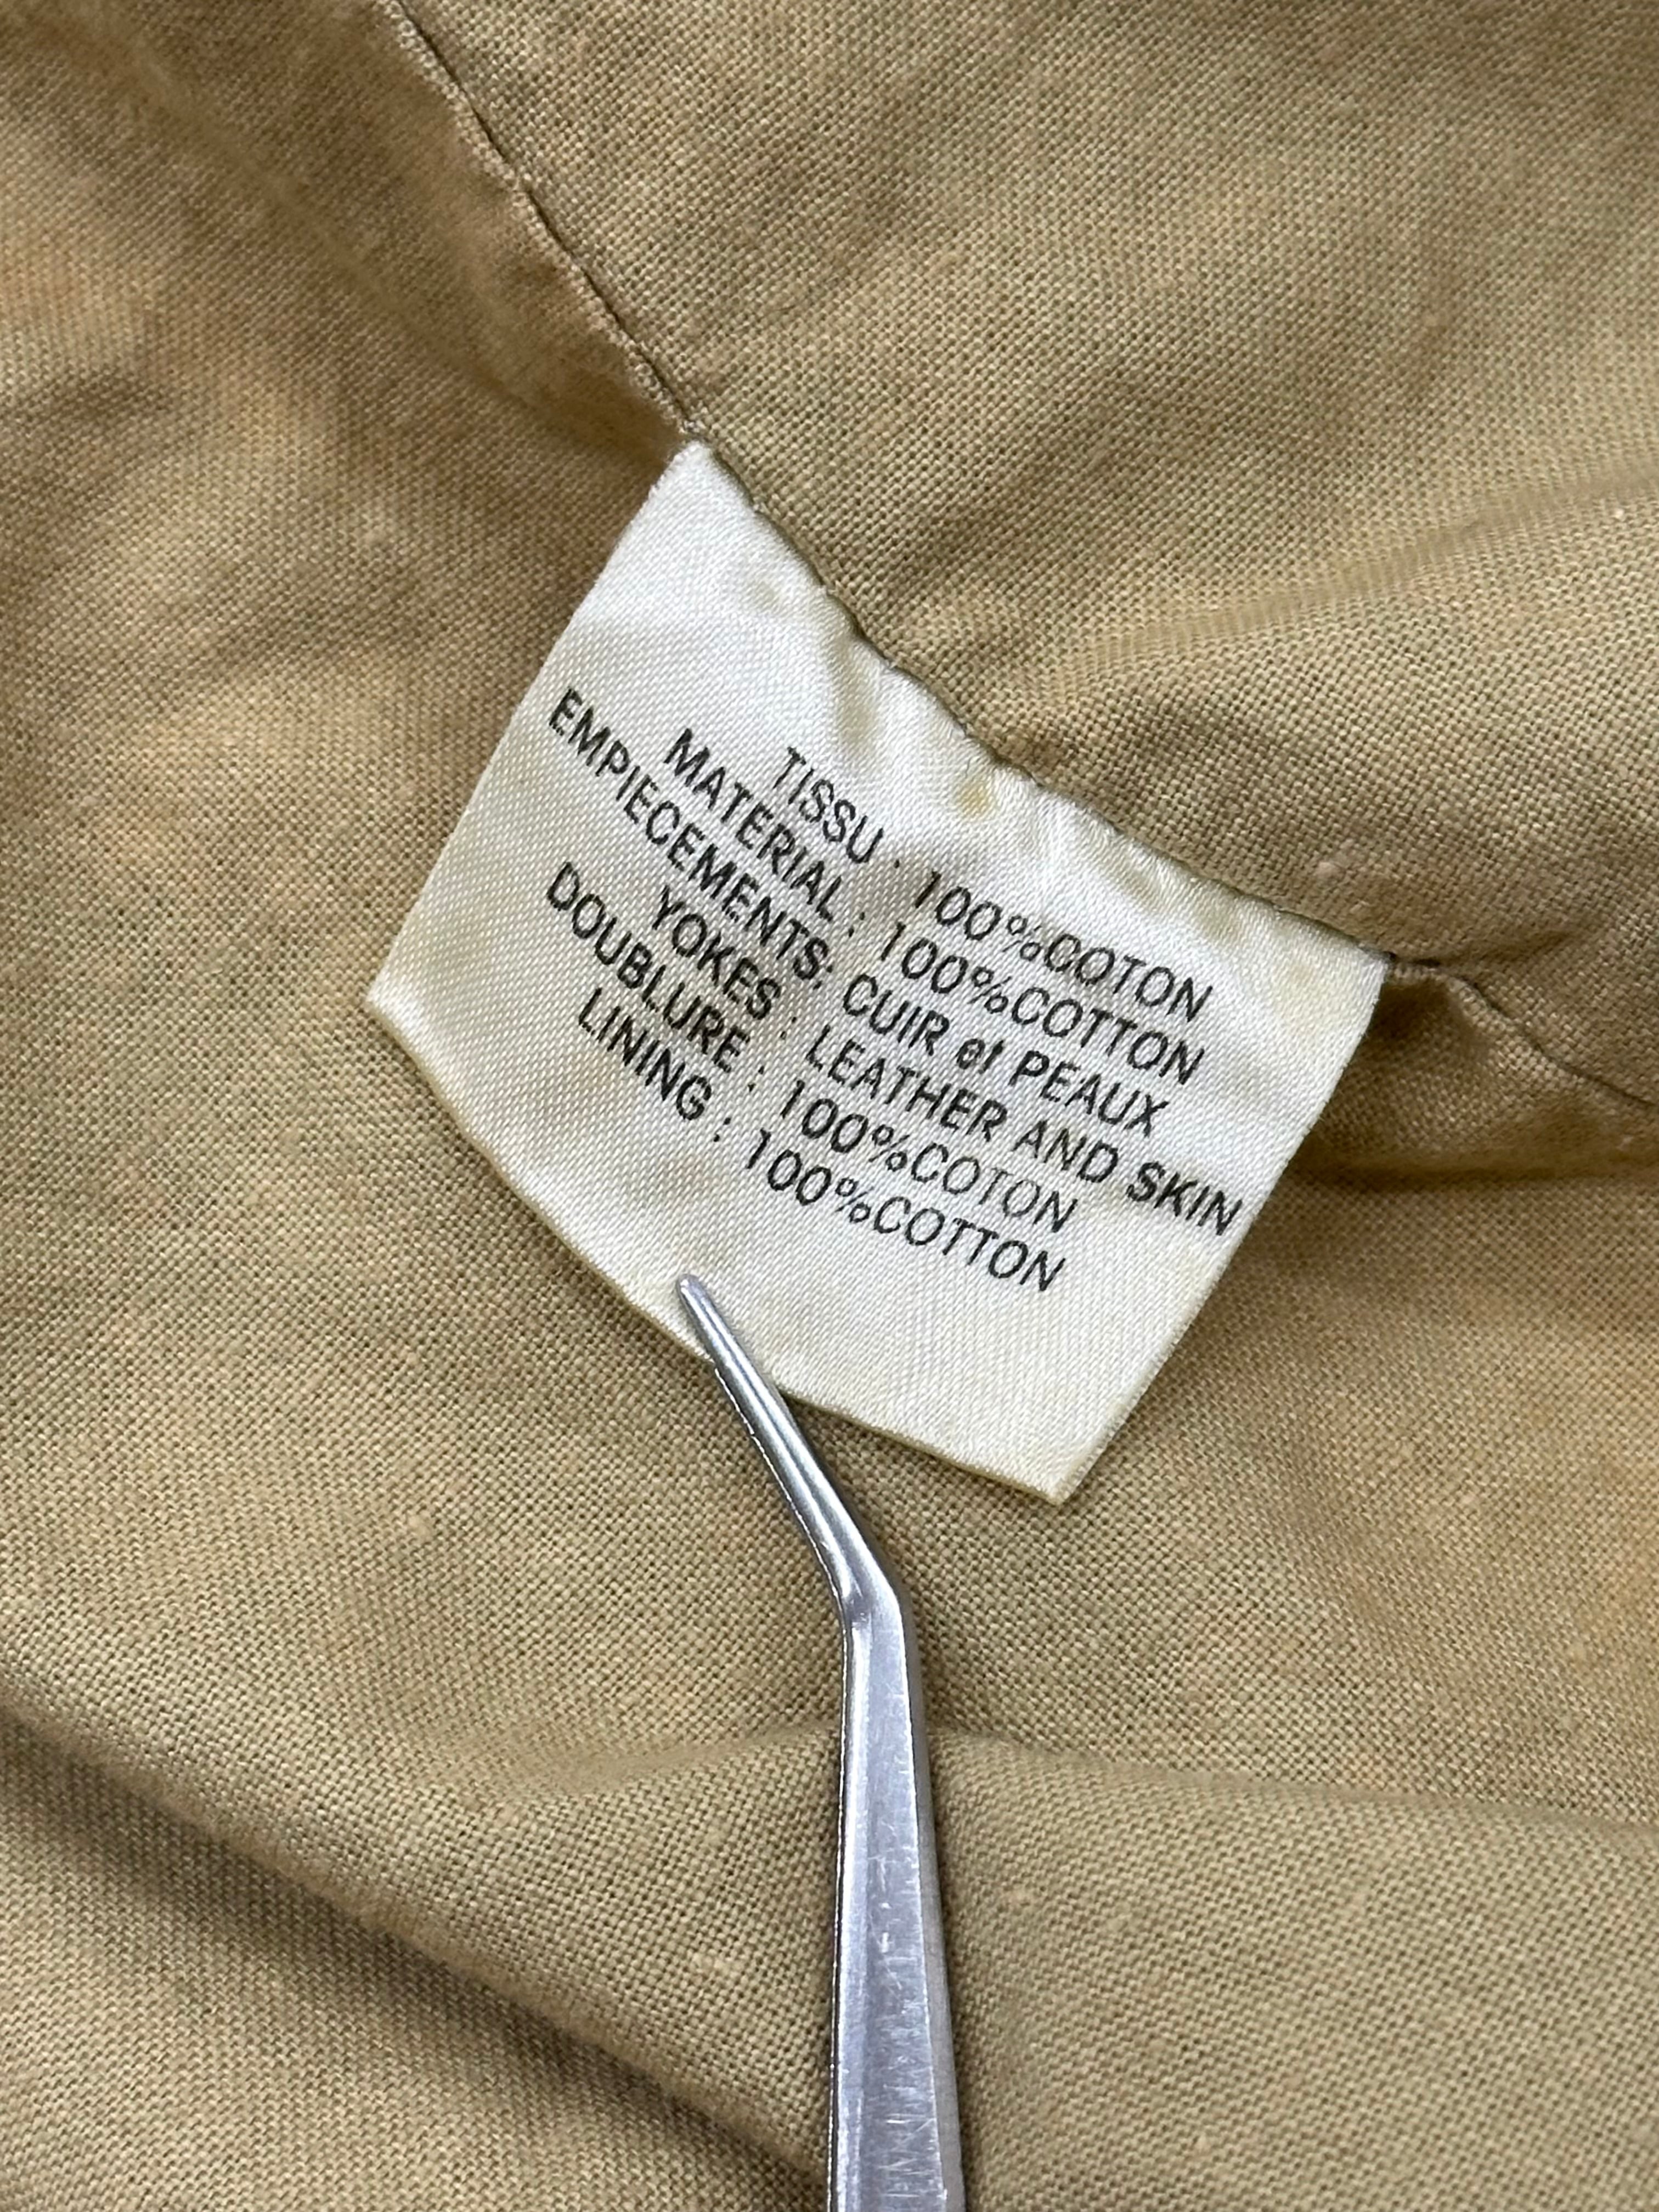 TISSU : 100%COTON
MATERIAL : 100%COTTON
EMPIECEMENTS: CUIR et PEAUX
YOKES : LEATHER AND SKIN
DOUBLURE : 100%COTON
LINING : 100%COTTON